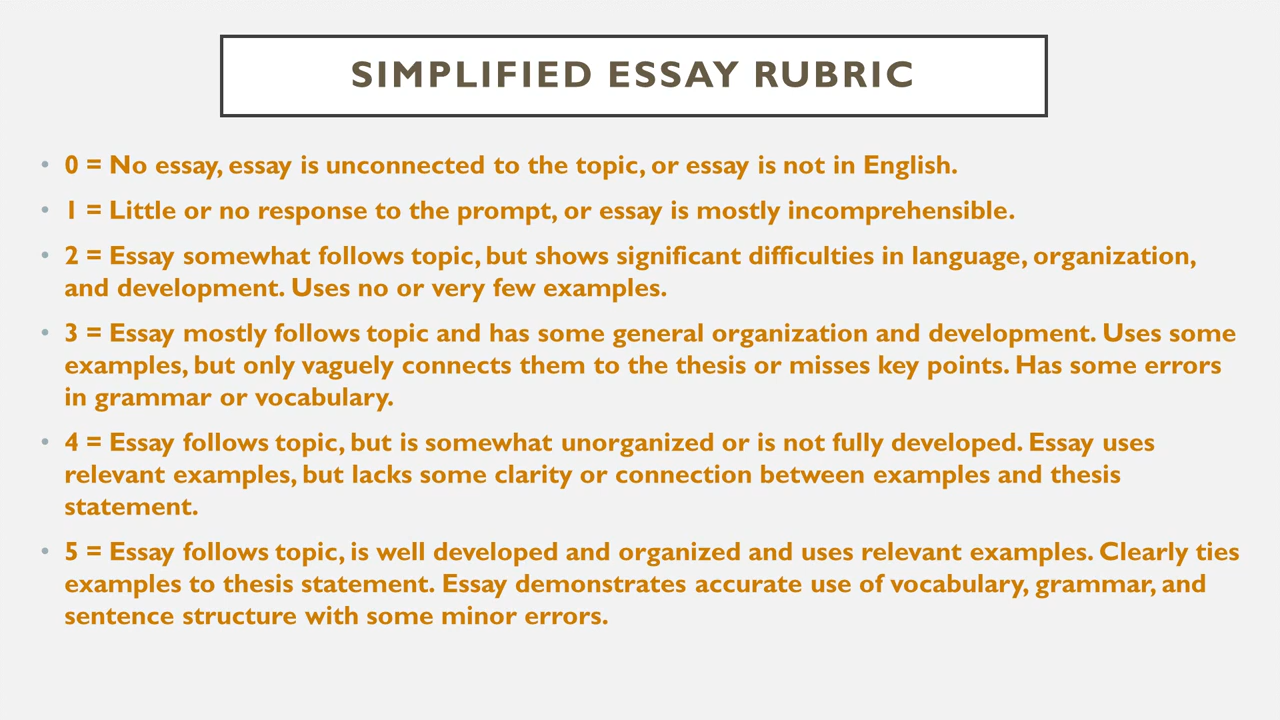 SIMPLIFIED ESSAY RUBRIC
• 0 = No essay, essay is unconnected to the topic, or essay is not in English.
• 1 = Little or no response to the prompt, or essay is mostly incomprehensible.
• 2 = Essay somewhat follows topic, but shows significant difficulties in language, organization,
and development. Uses no or very few examples.
• 3 = Essay mostly follows topic and has some general organization and development. Uses some
examples, but only vaguely connects them to the thesis or misses key points. Has some errors
in grammar or vocabulary.
• 4 = Essay follows topic, but is somewhat unorganized or is not fully developed. Essay uses
relevant examples, but lacks some clarity or connection between examples and thesis
statement.
• 5 = Essay follows topic, is well developed and organized and uses relevant examples. Clearly ties
examples to thesis statement. Essay demonstrates accurate use of vocabulary, grammar, and
sentence structure with some minor errors.